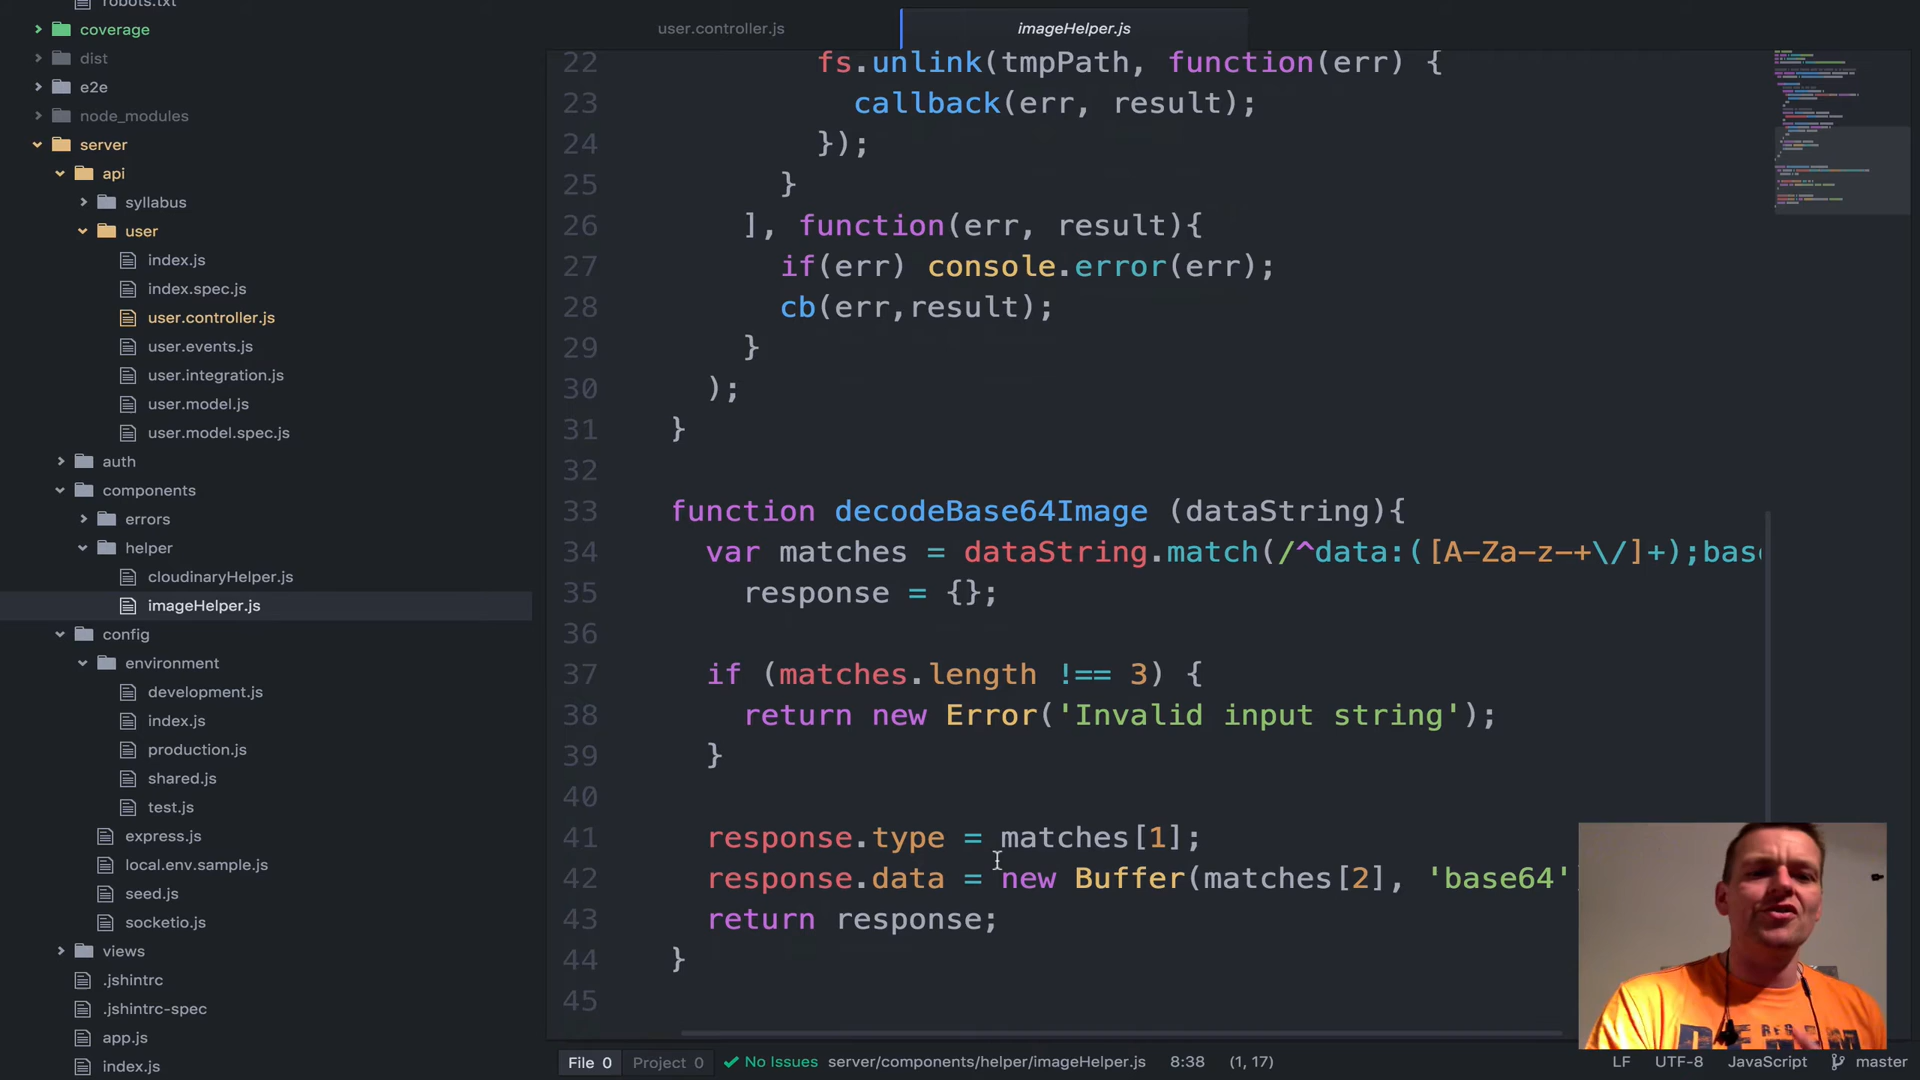 robots.txt
coverage
dist
e2e
node_modules
server
api
syllabus
user
index.js
index.spec.js
user.controller.js
user.events.js
user.integration.js
user.model.js
user.model.spec.js
auth
components
errors
helper
cloudinaryHelper.js
imageHelper.js
config
environment
development.js
index.js
production.js
shared.js
test.js
express.js
local.env.sample.js
seed.js
socketio.js
views
.jshintrc
.jshintrc-spec
app.js
index.js
user.controller.js
imageHelper.js
22 fs.unlink(tmpPath, function(err) {
23 callback(err, result);
24 });
25 }
26 ], function(err, result){
27 if(err) console.error(err);
28 cb(err,result);
29 }
30 );
31 }
32
33 function decodeBase64Image (dataString){
34 var matches = dataString.match(/^data:([A-Za-z-+\/]+);bas
35 response = {};
36
37 if (matches.length !== 3) {
38 return new Error('Invalid input string');
39 }
40
41 response.type = matches[1];
42 response.data = new Buffer(matches[2], 'base64'
43 return response;
44 }
45
File 0 Project 0 No Issues server/components/helper/imageHelper.js 8:38 (1, 17) LF UTF-8 JavaScript master